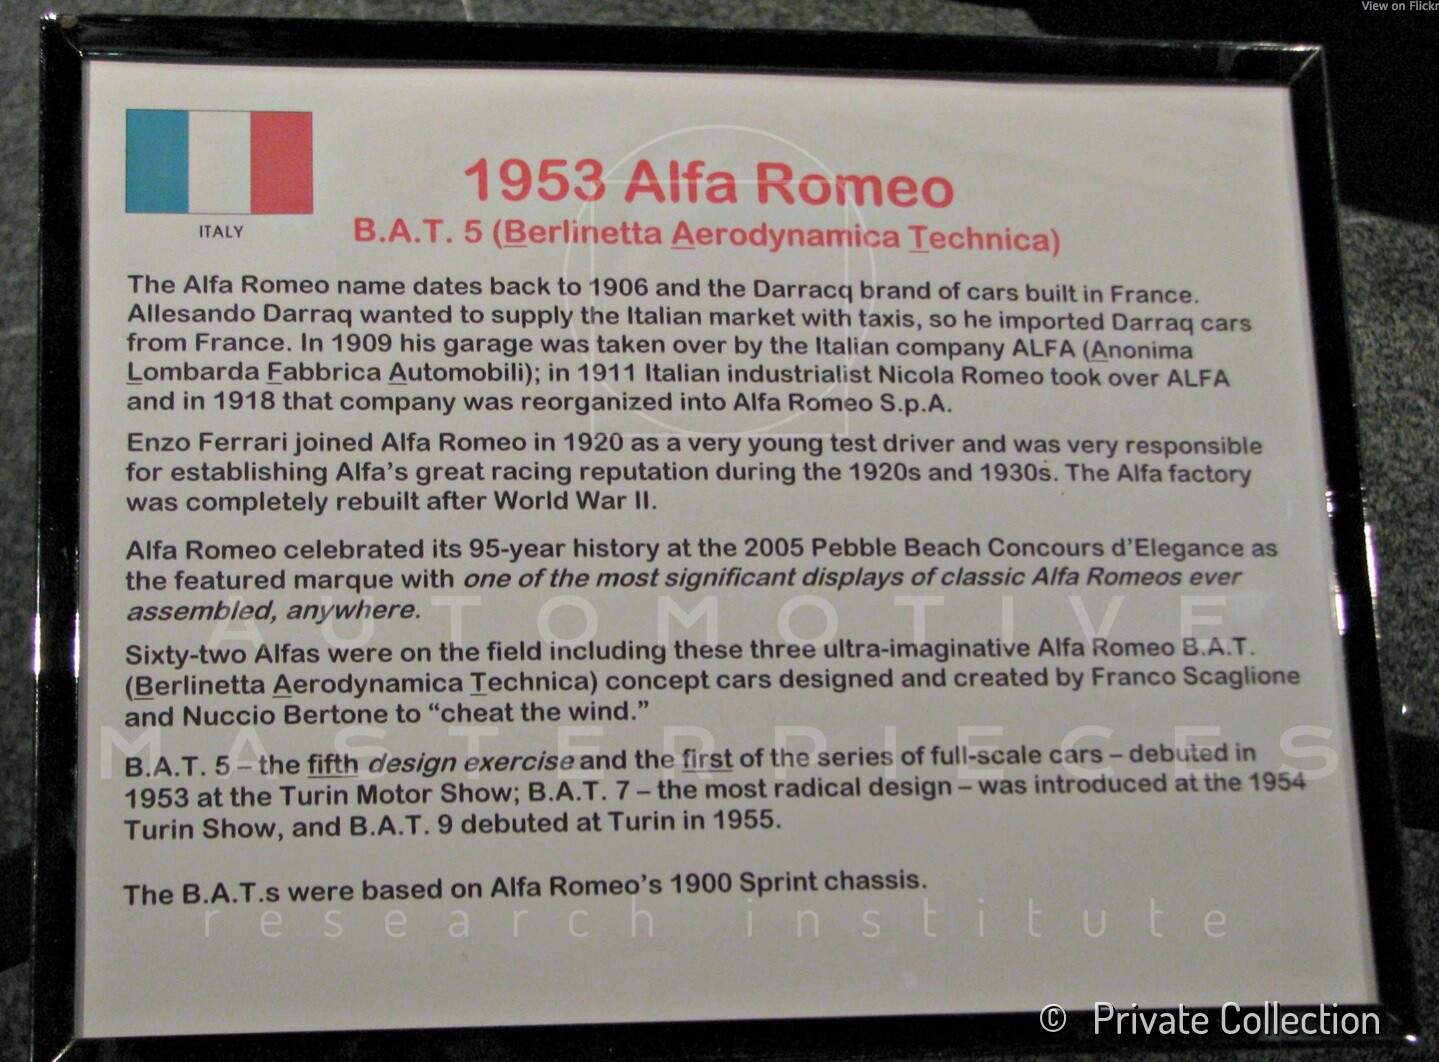 View on Flickr
ITALY
1953 Alfa Romeo
B.A.T. 5 (Berlinetta Aerodynamica Technica)
The Alfa Romeo name dates back to 1906 and the Darracq brand of cars built in France.
Allesando Darraq wanted to supply the Italian market with taxis, so he imported Darraq cars
from France. In 1909 his garage was taken over by the Italian company ALFA (Anonima
Lombarda Fabbrica Automobili); in 1911 Italian industrialist Nicola Romeo took over ALFA
and in 1918 that company was reorganized into Alfa Romeo S.p.A.
Enzo Ferrari joined Alfa Romeo in 1920 as a very young test driver and was very responsible
for establishing Alfa's great racing reputation during the 1920s and 1930s. The Alfa factory
was completely rebuilt after World War II.
Alfa Romeo celebrated its 95-year history at the 2005 Pebble Beach Concours d'Elegance as
the featured marque with one of the most significant displays of classic Alfa Romeos ever
assembled, anywhere.
AUTOMOTIVE
Sixty-two Alfas were on the field including these three ultra-imaginative Alfa Romeo B.A.T.
(Berlinetta Aerodynamica Technica) concept cars designed and created by Franco Scaglione
and Nuccio Bertone to “cheat the wind.”
MASTERPIECES
B.A.T. 5 – the fifth design exercise and the first of the series of full-scale cars – debuted in
1953 at the Turin Motor Show; B.A.T. 7 – the most radical design – was introduced at the 1954
Turin Show, and B.A.T. 9 debuted at Turin in 1955.
The B.A.T.s were based on Alfa Romeo's 1900 Sprint chassis.
research institute
© Private Collection